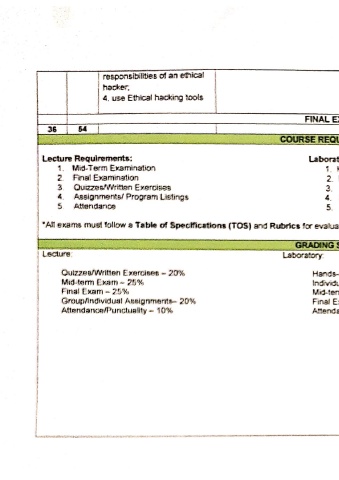 responsibilities of an ethical
hacker;
4. use Ethical hacking tools
FINAL
36 54
COURSE
Lecture Requirements:
1. Mid-Term Examination
2. Final Examination
3. Quizzes/Written Exercises
4. Assignments/ Program Listings
5. Attendance
1.
2.
3.
4.
5.
*All exams must follow a Table of Specifications (TOS) and Rubrics for evalua
GRADING S
Lecture: Laboratory:
Quizzes/Written Exercises – 20% Hands-
Mid-term Exam – 25% Individu
Final Exam – 25% Mid-ter
Group/Individual Assignments– 20% Final E
Attendance/Punctuality – 10% Attenda